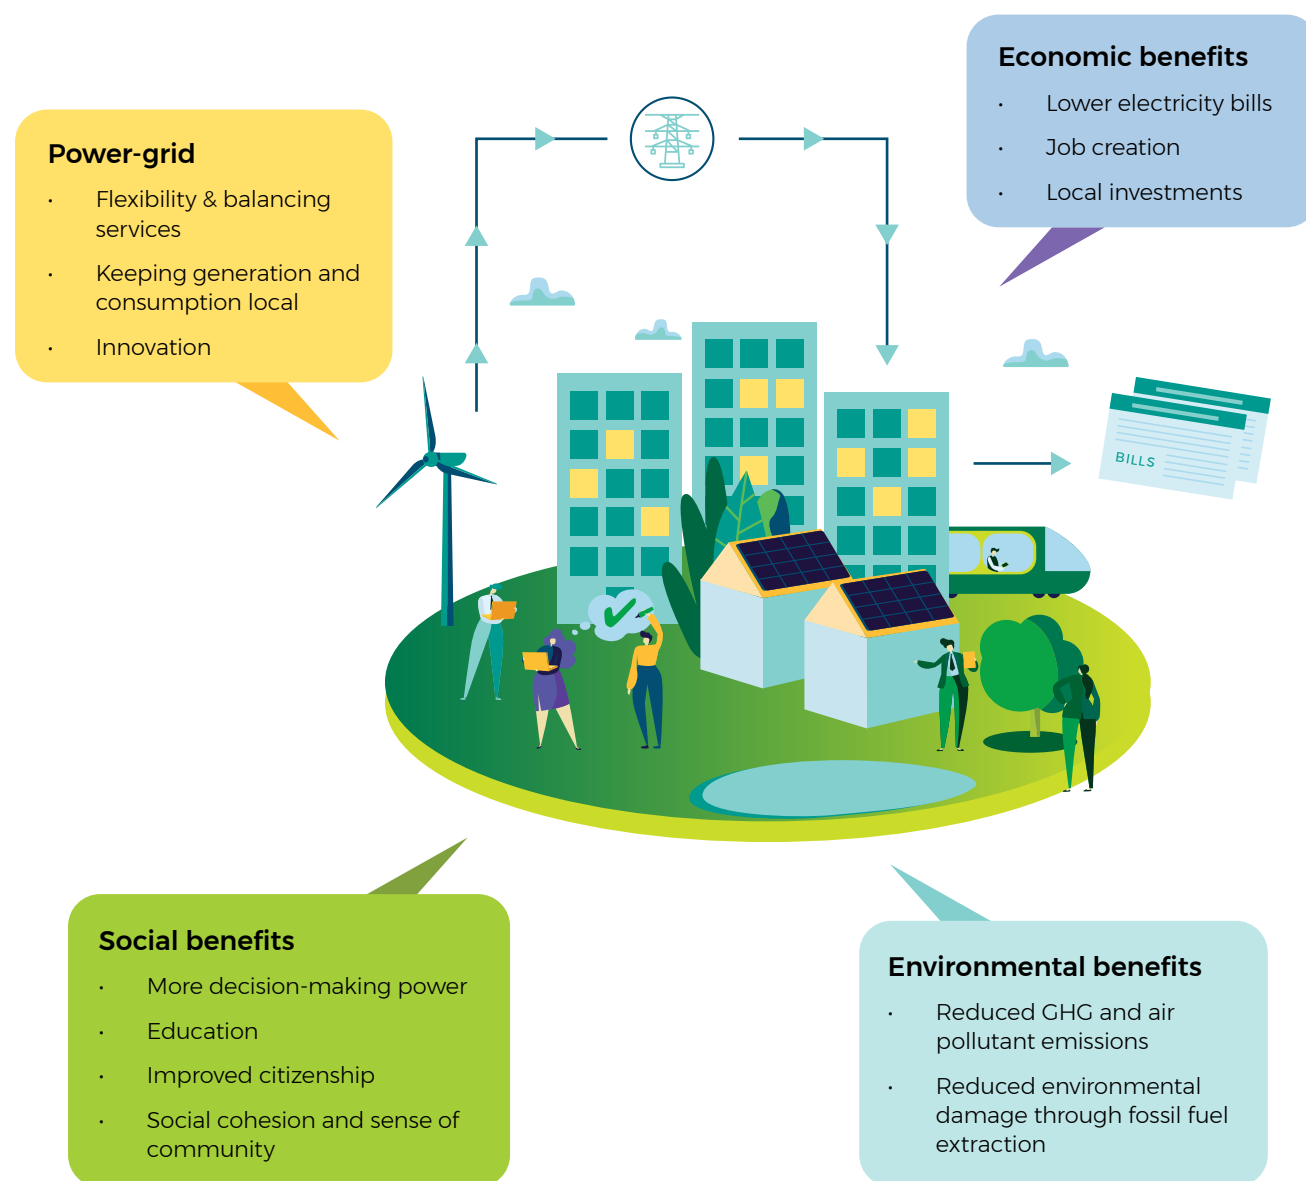 Power-grid
· Flexibility & balancing
services
· Keeping generation and
consumption local
· Innovation
Economic benefits
· Lower electricity bills
· Job creation
· Local investments
BILLS
Social benefits
· More decision-making power
· Education
· Improved citizenship
· Social cohesion and sense of
community
Environmental benefits
· Reduced GHG and air
pollutant emissions
· Reduced environmental
damage through fossil fuel
extraction